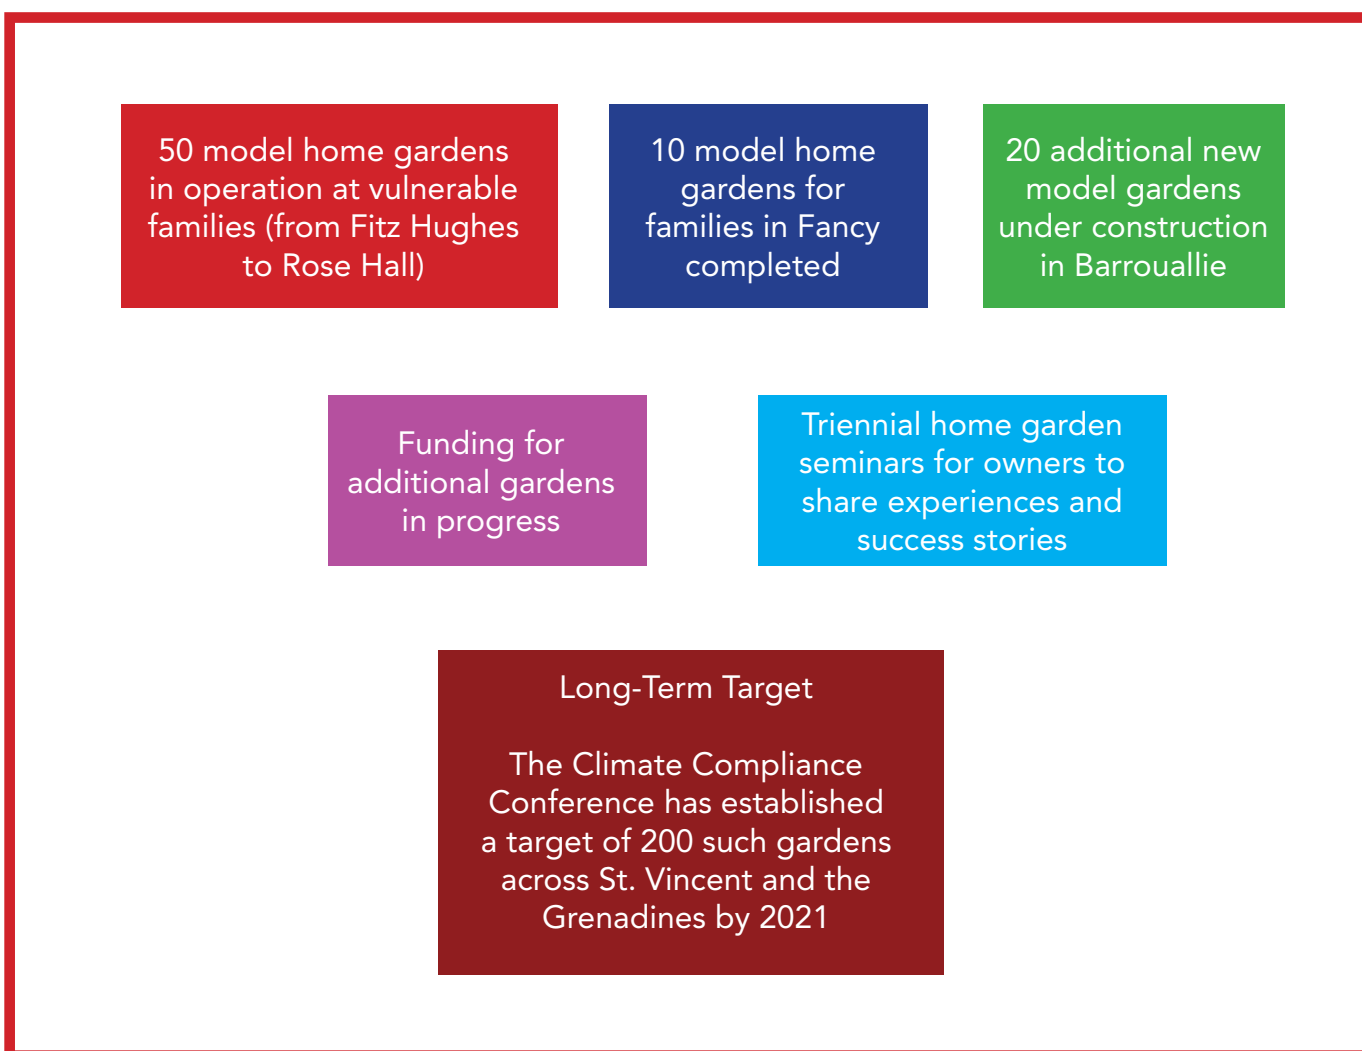 50 model home gardens
in operation at vulnerable
families (from Fitz Hughes
to Rose Hall)
10 model home
gardens for
families in Fancy
completed
20 additional new
model gardens
under construction
in Barrouallie
Funding for
additional gardens
in progress
Triennial home garden
seminars for owners to
share experiences and
success stories
Long-Term Target
The Climate Compliance
Conference has established
a target of 200 such gardens
across St. Vincent and the
Grenadines by 2021